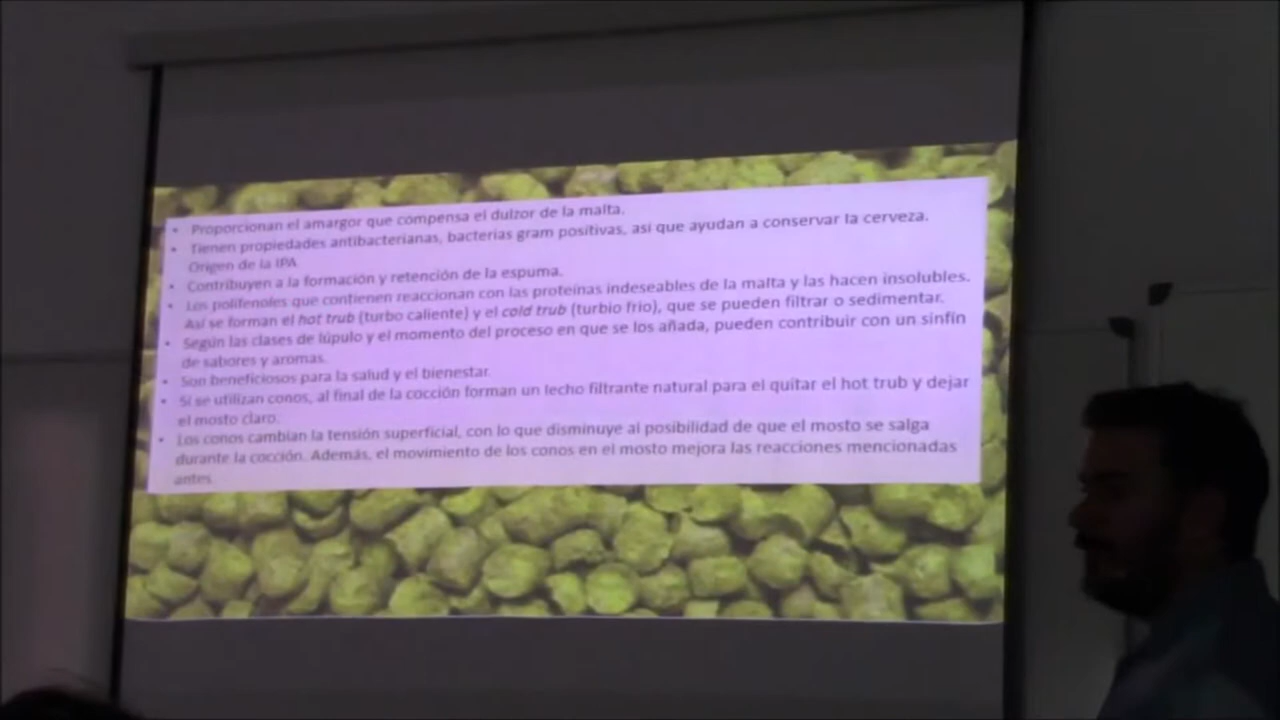 • Proporcionan el amargor que compensa el dulzor de la malta.
• Tienen propiedades antibacterianas, bacterias gram positivas, así que ayudan a conservar la cerveza.
Origen de la IPA
• Contribuyen a la formación y retención de la espuma.
• Los polifenoles que contienen reaccionan con las proteínas indeseables de la malta y las hacen insolubles.
Así se forman el hot trub (turbo caliente) y el cold trub (turbio frio), que se pueden filtrar o sedimentar.
• Según las clases de lúpulo y el momento del proceso en que se los añada, pueden contribuir con un sinfín
de sabores y aromas.
• Son beneficiosos para la salud y el bienestar.
• Si se utilizan conos, al final de la cocción forman un lecho filtrante natural para el quitar el hot trub y dejar
el mosto claro.
• Los conos cambian la tensión superficial, con lo que disminuye al posibilidad de que el mosto se salga
durante la cocción. Además, el movimiento de los conos en el mosto mejora las reacciones mencionadas
antes.